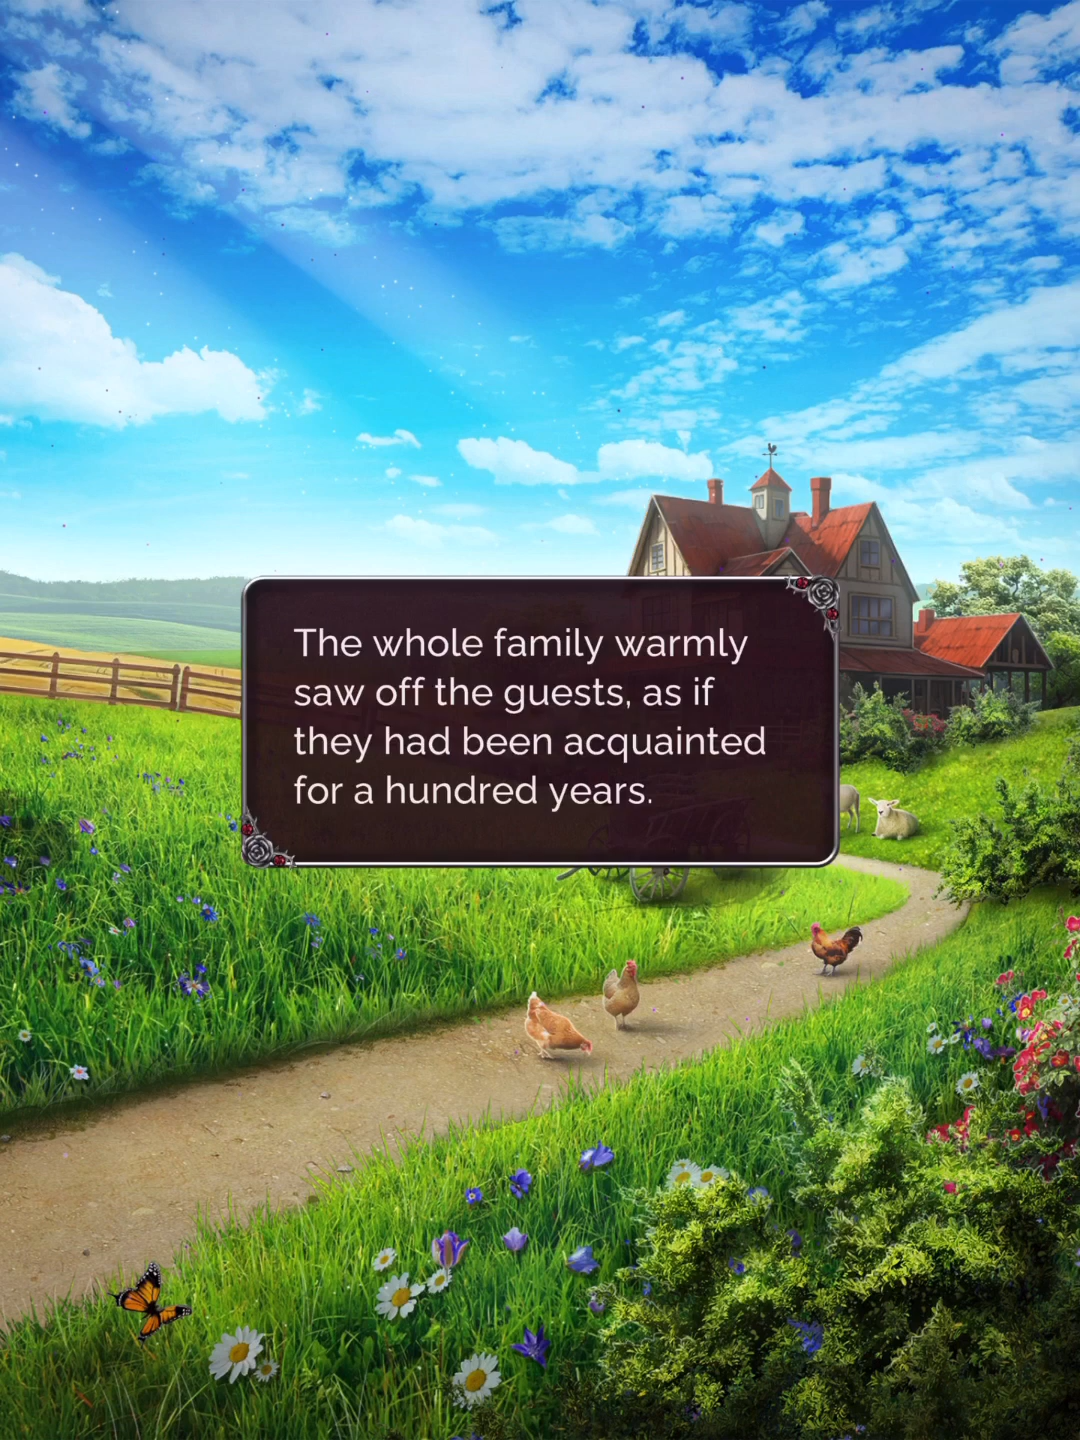 The whole family warmly
saw off the guests, as if
they had been acquainted
for a hundred years.